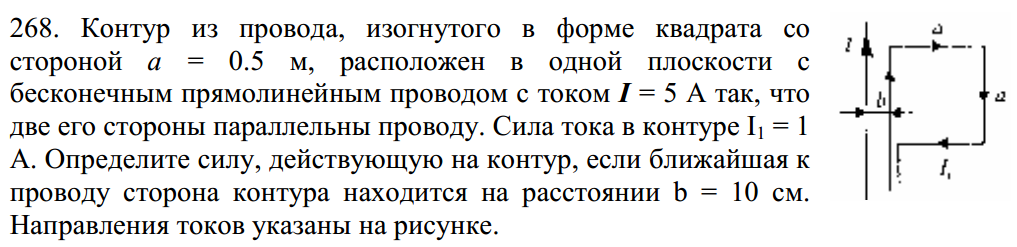 268. Контур из провода, изогнутого в форме квадрата со
стороной a = 0.5 м, расположен в одной плоскости с
бесконечным прямолинейным проводом с током I = 5 А так, что
две его стороны параллельны проводу. Сила тока в контуре I₁ = 1
А. Определите силу, действующую на контур, если ближайшая к
проводу сторона контура находится на расстоянии b = 10 см.
Направления токов указаны на рисунке.
I
a
b
a
I₁